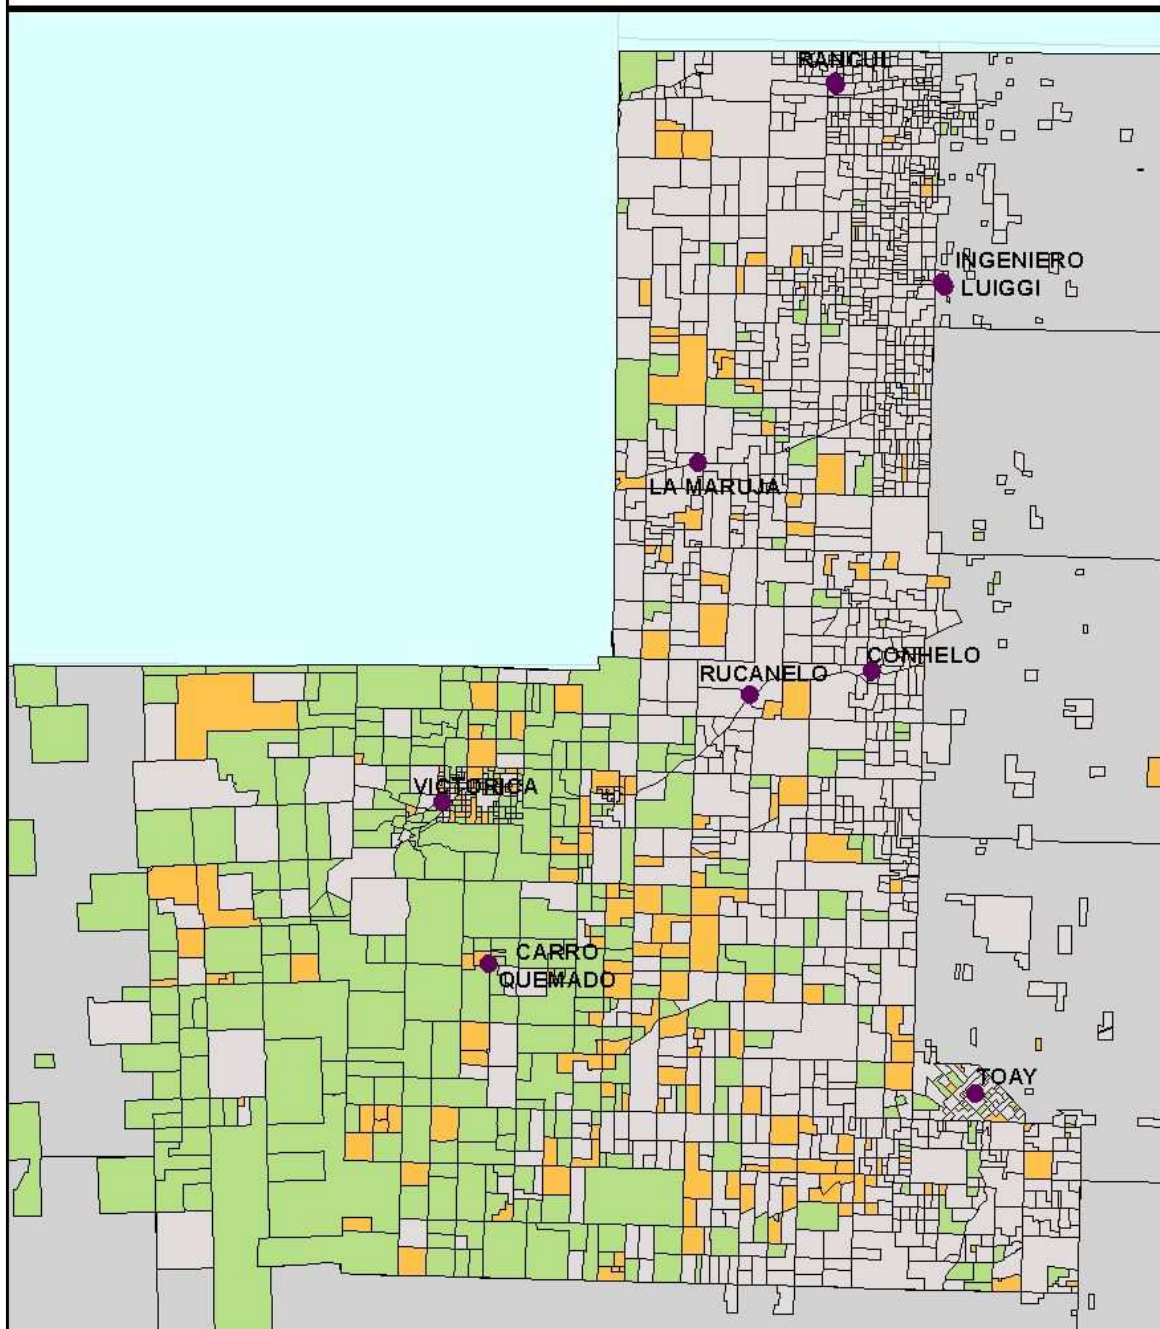 RANCUL
INGENIERO
LUIGGI
LA MARUJA
CONHELO
RUCANELO
VICTORICA
CARRO
QUEMADO
TOAY